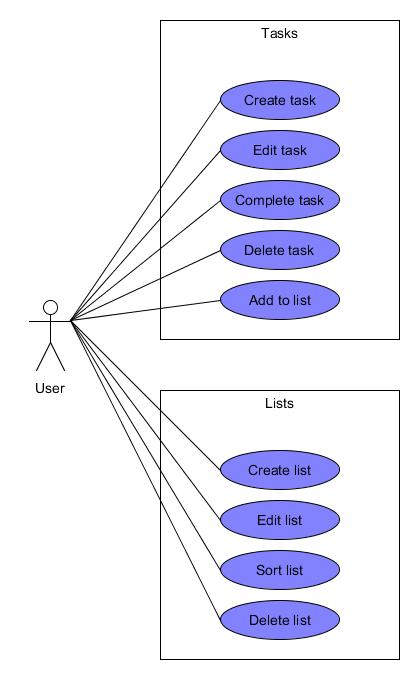 Tasks
Create task
Edit task
Complete task
Delete task
Add to list
User
Lists
Create list
Edit list
Sort list
Delete list